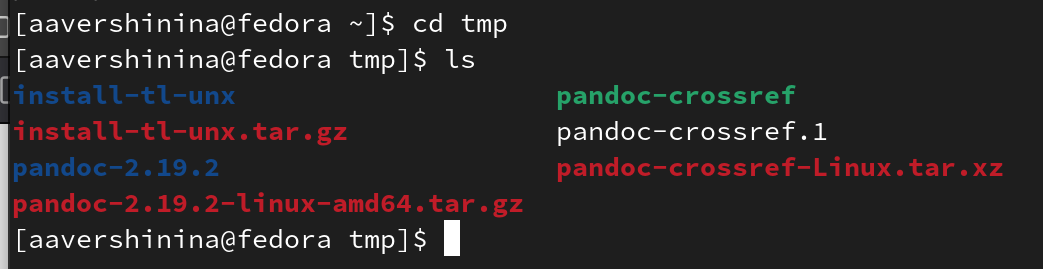 [aavershinina@fedora ~]$ cd tmp
[aavershinina@fedora tmp]$ ls
install-tl-unx pandoc-crossref
install-tl-unx.tar.gz pandoc-crossref.1
pandoc-2.19.2 pandoc-crossref-Linux.tar.xz
pandoc-2.19.2-linux-amd64.tar.gz
[aavershinina@fedora tmp]$